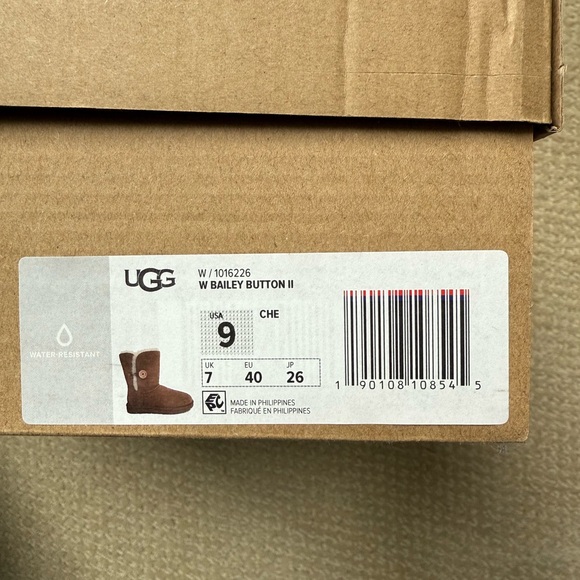 WATER-RESISTANT
UGG
W / 1016226
W BAILEY BUTTON II
USA
9
CHE
UK EU JP
7 40 26
MADE IN PHILIPPINES
FABRIQUÉ EN PHILIPPINES
1 90108 10854 5